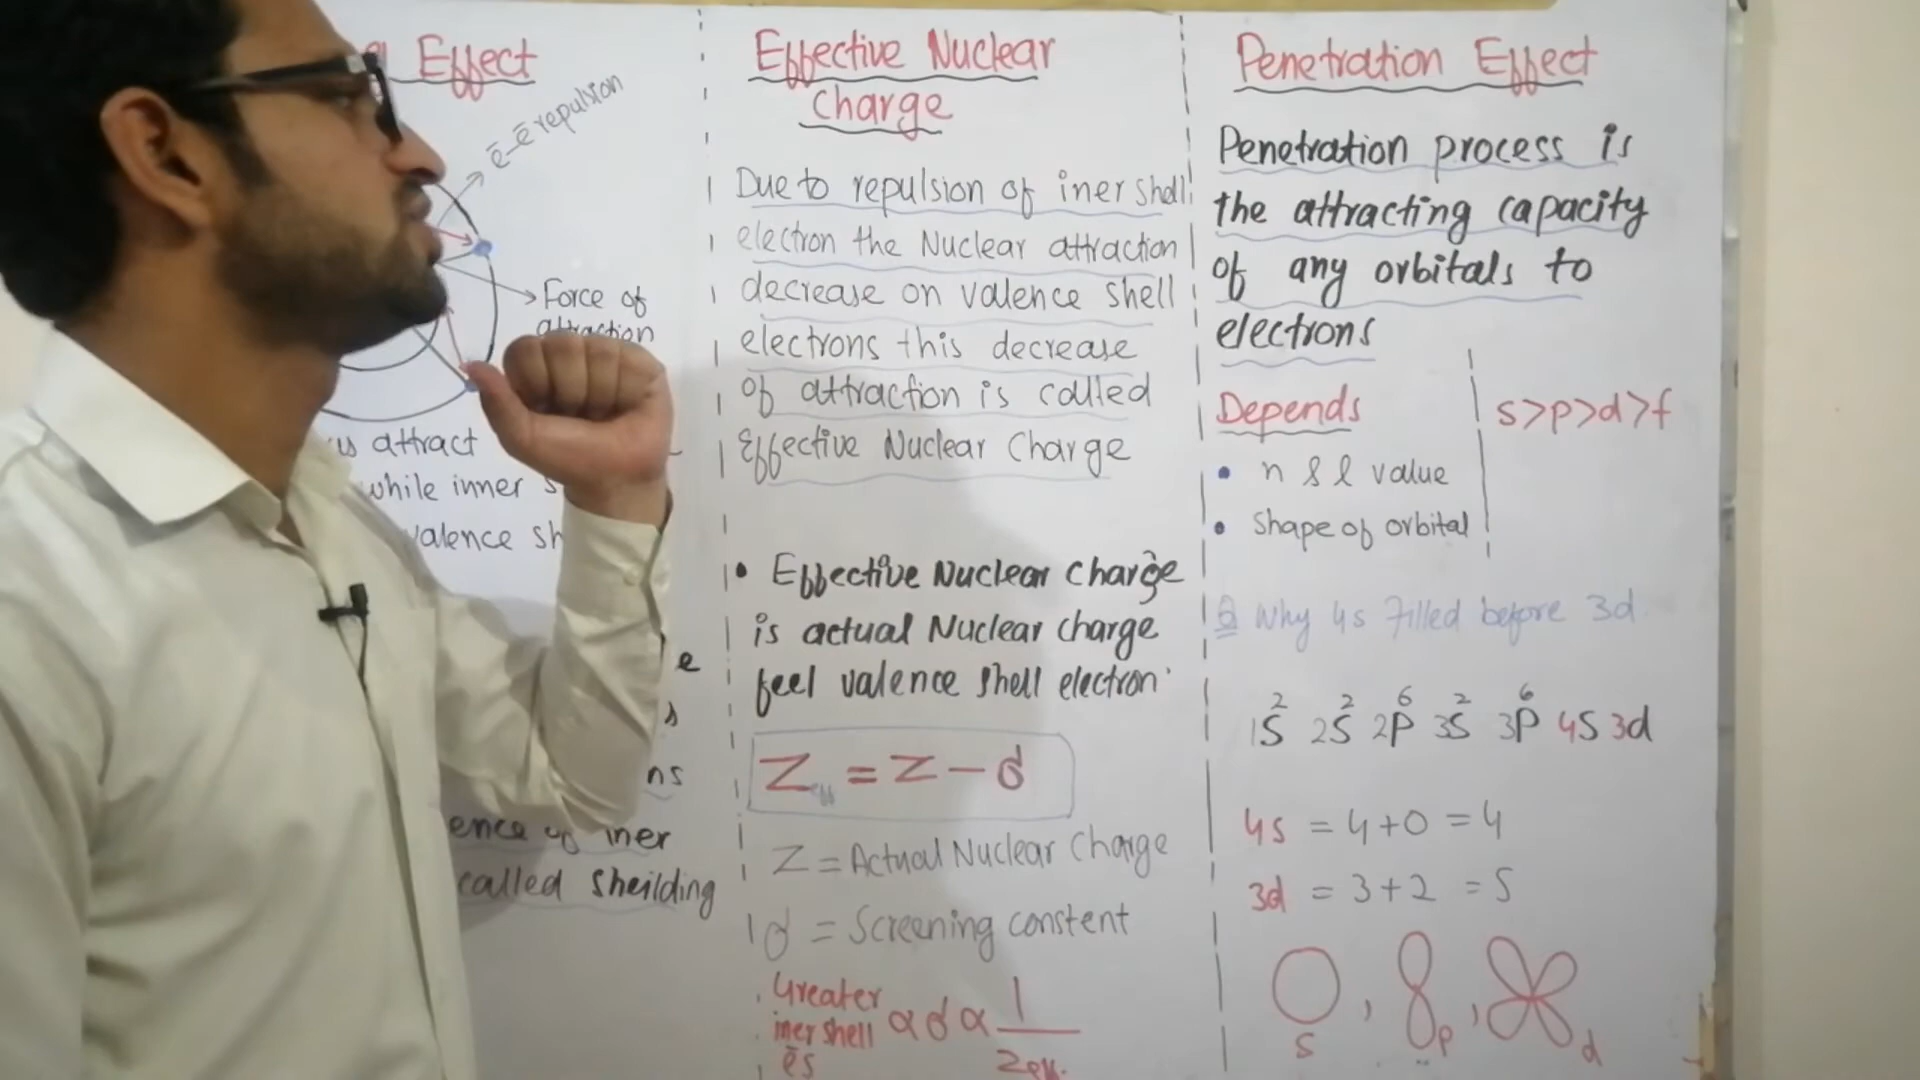 Effect
ē-ē repulsion
Force of
attraction
us attract
while inner s
valence sh
e
s
ns
ence of iner
called sheilding
Effective Nuclear
Charge
Due to repulsion of iner shell
electron the Nuclear attraction
decrease on valence shell
electrons this decrease
of attraction is called
Effective Nuclear Charge
• Effective Nuclear Charge
is actual Nuclear charge
feel valence shell electron.
Zeff = Z - σ
Z = Actual Nuclear Charge
σ = Screening constent
Greater
iner shell ∝ σ ∝ 1/Zeff.
ēs
Penetration Effect
Penetration process is
the attracting capacity
of any orbitals to
electrons
Depends
• n & l value
• Shape of orbital
s>p>d>f
Q Why 4s Filled before 3d.
1S² 2S² 2P⁶ 3S² 3P⁶ 4S 3d
4s = 4+0 = 4
3d = 3+2 = 5
s , p , d